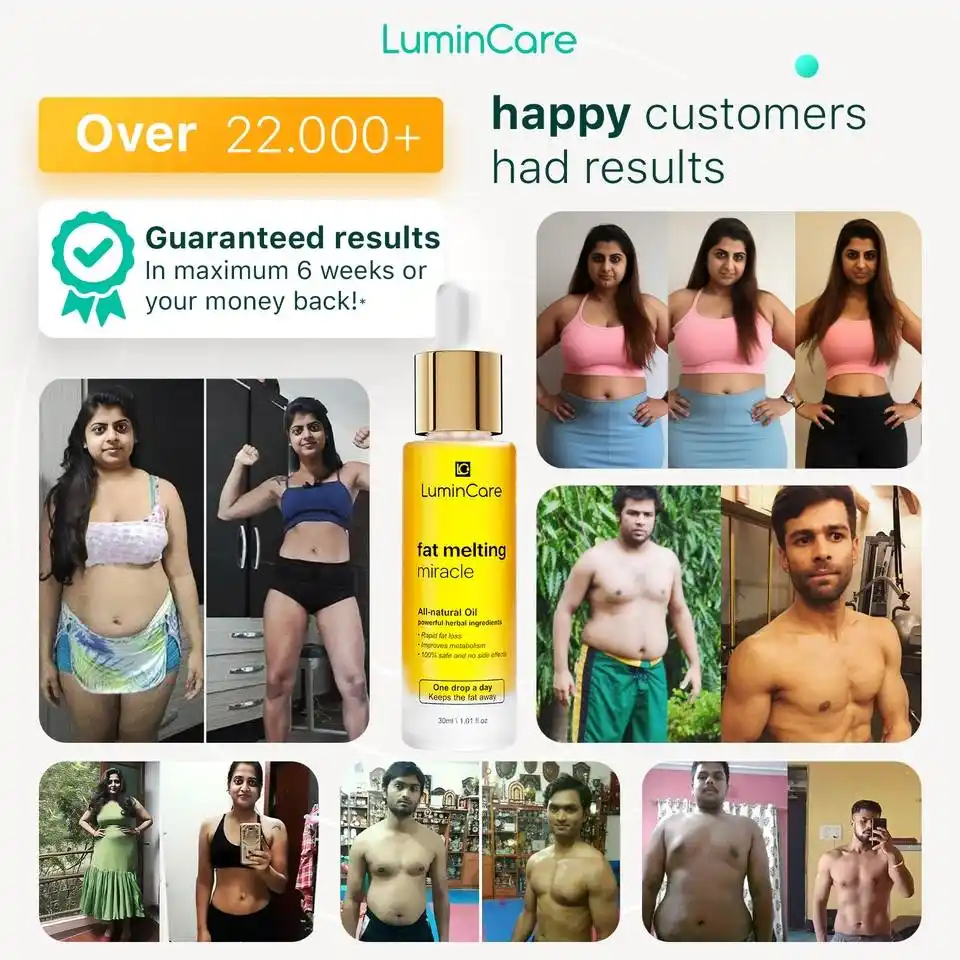 LuminCare
Over 22.000+
happy customers
had results
Guaranteed results
In maximum 6 weeks or
your money back!*
LC
LuminCare
fat melting
miracle
All-natural Oil
powerful herbal ingredients
• Rapid fat loss
• Improves metabolism
• 100% safe and no side effects
One drop a day
Keeps the fat away
30ml \ 1.01 fl oz